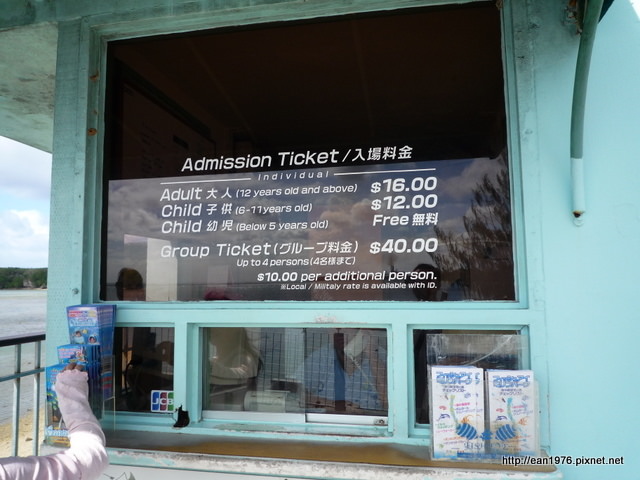 Admission Ticket/入場料金
Individual
Adult 大人 (12 years old and above) $16.00
Child 子供 (6-11years old) $12.00
Child 幼児 (Below 5 years old) Free 無料
Group Ticket(グループ料金) $40.00
Up to 4 persons(4名様まで)
$10.00 per additional person.
※Local / Militaly rate is available with ID.
JCB
http://ean1976.pixnet.net